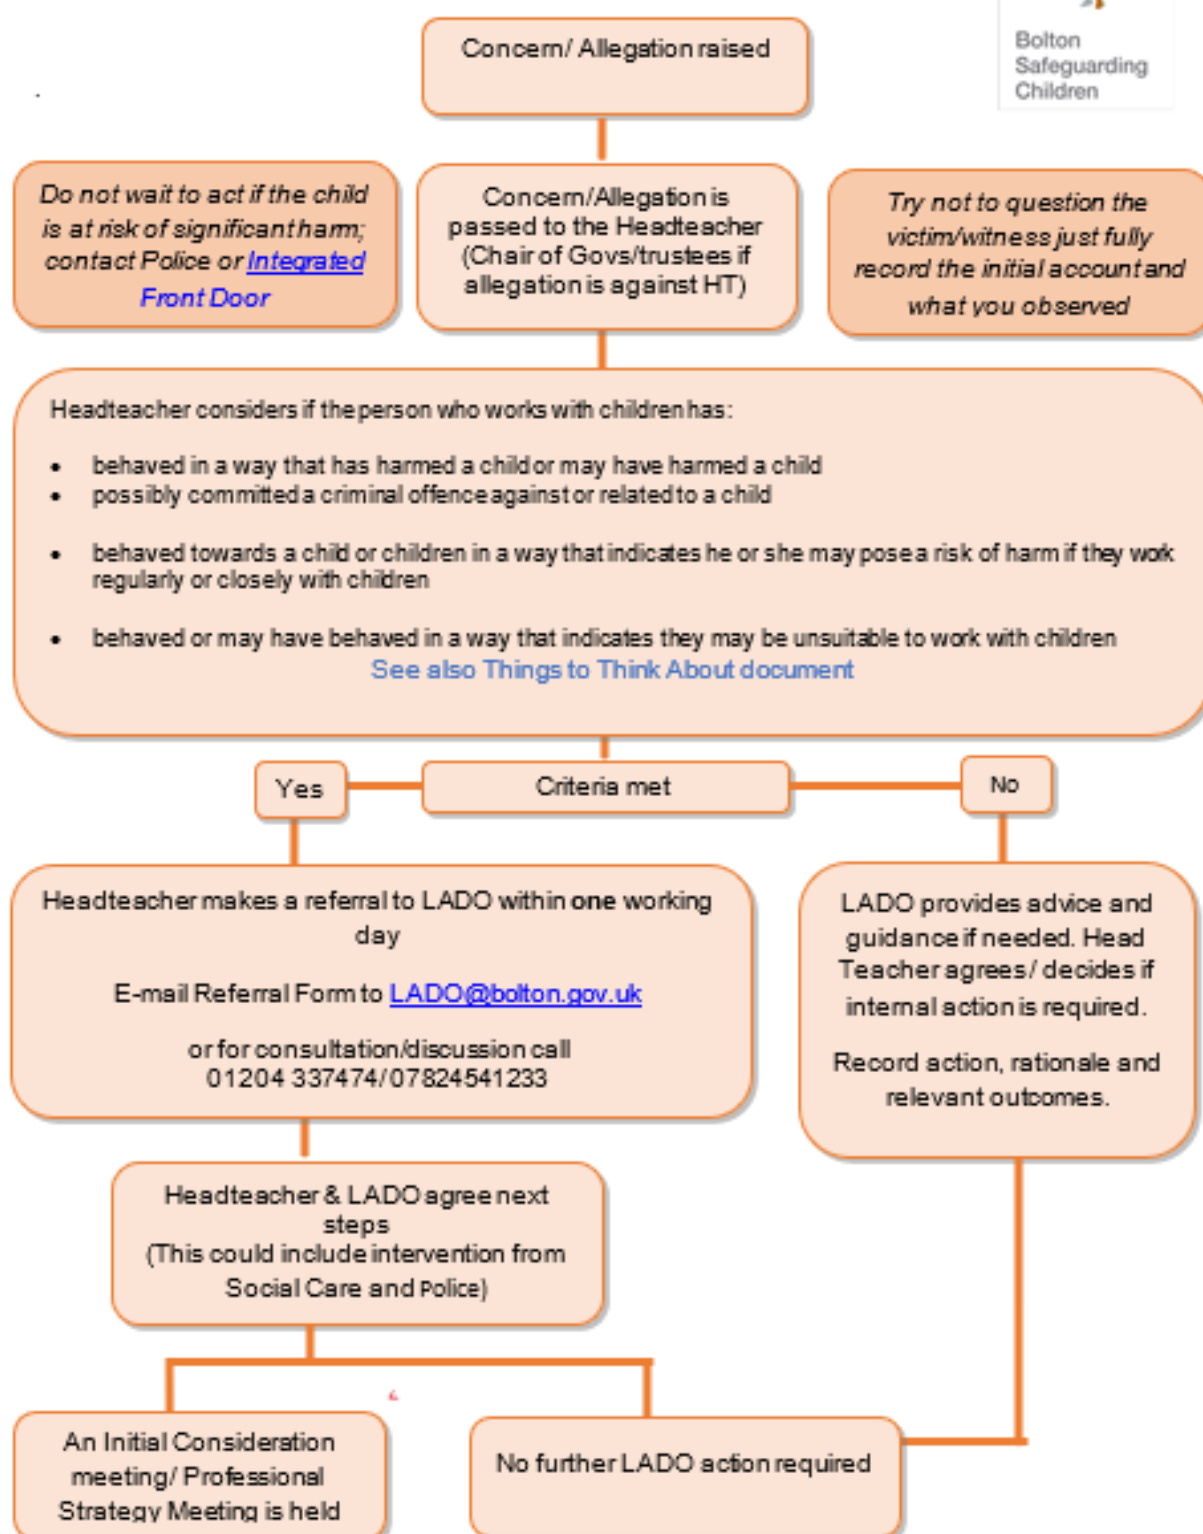 Bolton
Safeguarding
Children
Concern/ Allegation raised
Do not wait to act if the child
is at risk of significant harm;
contact Police or Integrated
Front Door
Concern/Allegation is
passed to the Headteacher
(Chair of Govs/trustees if
allegation is against HT)
Try not to question the
victim/witness just fully
record the initial account and
what you observed
Headteacher considers if the person who works with children has:
• behaved in a way that has harmed a child or may have harmed a child
• possibly committed a criminal offence against or related to a child
• behaved towards a child or children in a way that indicates he or she may pose a risk of harm if they work
regularly or closely with children
• behaved or may have behaved in a way that indicates they may be unsuitable to work with children
See also Things to Think About document
Yes
Criteria met
No
Headteacher makes a referral to LADO within one working
day
E-mail Referral Form to LADO@bolton.gov.uk
or for consultation/discussion call
01204 337474/ 07824541233
LADO provides advice and
guidance if needed. Head
Teacher agrees / decides if
internal action is required.
Record action, rationale and
relevant outcomes.
Headteacher & LADO agree next
steps
(This could include intervention from
Social Care and Police)
An Initial Consideration
meeting/ Professional
Strategy Meeting is held
No further LADO action required